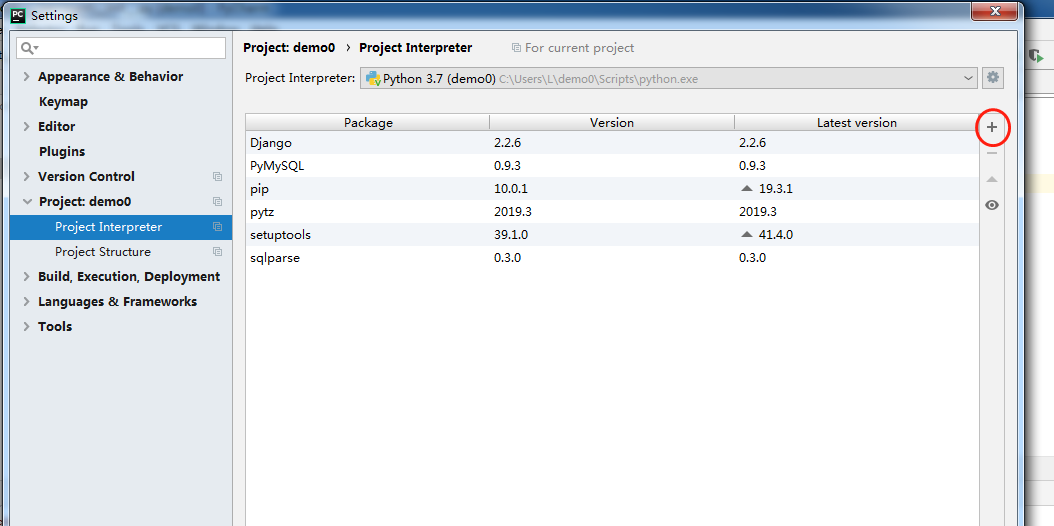 PC Settings
Project: demo0 › Project Interpreter For current project
Project Interpreter: Python 3.7 (demo0) C:\Users\L\demo0\Scripts\python.exe
Appearance & Behavior
Keymap
Editor
Plugins
Version Control
Project: demo0
Project Interpreter
Project Structure
Build, Execution, Deployment
Languages & Frameworks
Tools
Package Version Latest version
Django 2.2.6 2.2.6
PyMySQL 0.9.3 0.9.3
pip 10.0.1 19.3.1
pytz 2019.3 2019.3
setuptools 39.1.0 41.4.0
sqlparse 0.3.0 0.3.0